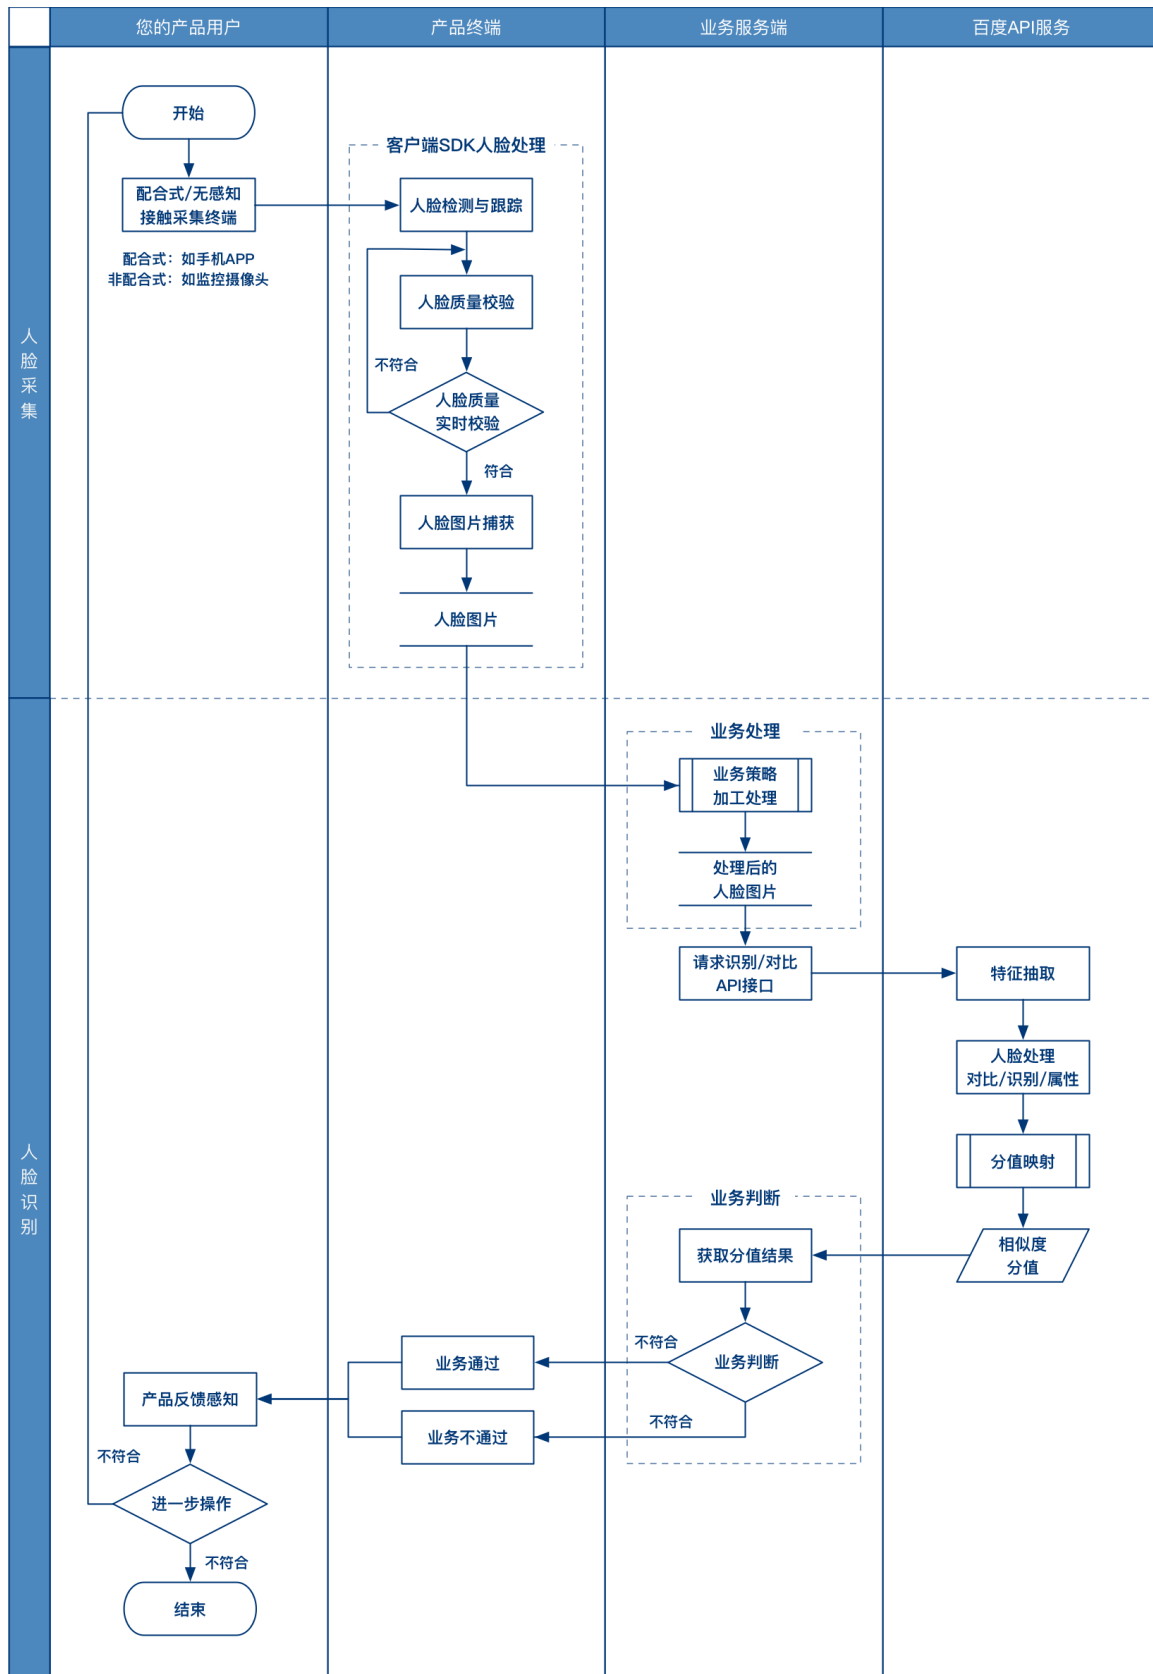 您的产品用户
产品终端
业务服务端
百度API服务
人脸采集
开始
配合式/无感知
接触采集终端
配合式：如手机APP
非配合式：如监控摄像头
客户端SDK人脸处理
人脸检测与跟踪
人脸质量校验
不符合
人脸质量
实时校验
符合
人脸图片捕获
人脸图片
人脸识别
业务处理
业务策略
加工处理
处理后的
人脸图片
请求识别/对比
API接口
特征抽取
人脸处理
对比/识别/属性
分值映射
相似度
分值
业务判断
获取分值结果
不符合
业务判断
业务通过
不符合
业务不通过
产品反馈感知
不符合
进一步操作
不符合
结束